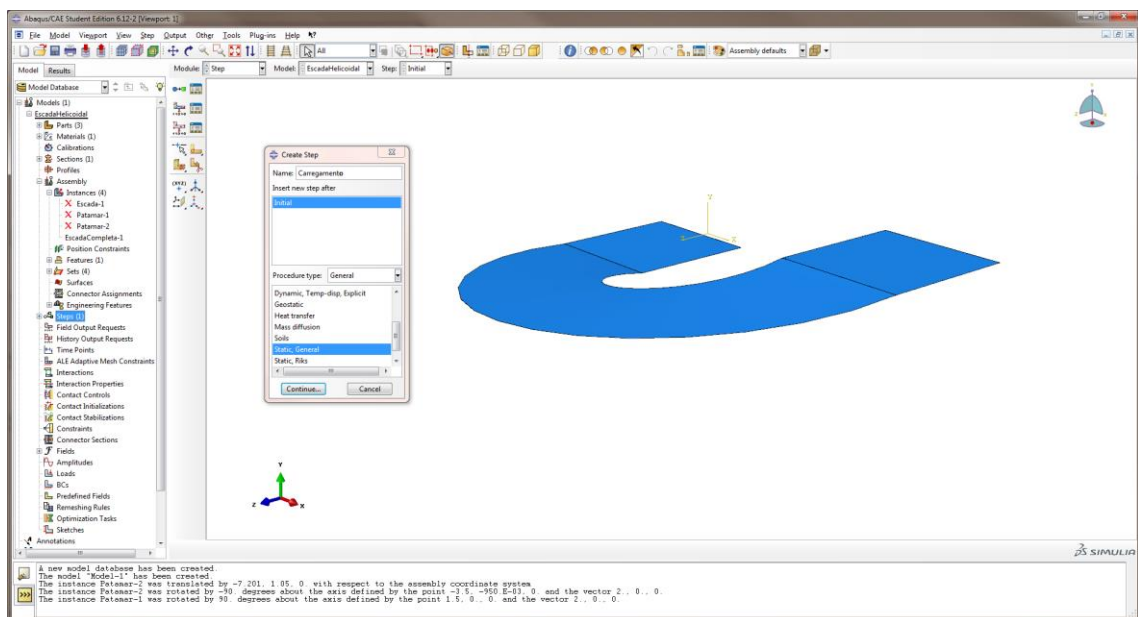 Abaqus/CAE Student Edition 6.12-2 [Viewport: 1]
File Model Viewport View Step Output Other Tools Plug-ins Help
All
Assembly defaults
Model Results
Module: Step Model: EscadaHelicoidal Step: Initial
Model Database
Models (1)
EscadaHelicoidal
Parts (3)
Materials (1)
Calibrations
Sections (1)
Profiles
Assembly
Instances (4)
Escada-1
Patamar-1
Patamar-2
EscadaCompleta-1
Position Constraints
Features (1)
Sets (4)
Surfaces
Connector Assignments
Engineering Features
Steps (1)
Field Output Requests
History Output Requests
Time Points
ALE Adaptive Mesh Constraints
Interactions
Interaction Properties
Contact Controls
Contact Initializations
Contact Stabilizations
Constraints
Connector Sections
Fields
Amplitudes
Loads
BCs
Predefined Fields
Remeshing Rules
Optimization Tasks
Sketches
Annotations
(XYZ)
Create Step
Name: Carregamento
Insert new step after
Initial
Procedure type: General
Dynamic, Temp-disp, Explicit
Geostatic
Heat transfer
Mass diffusion
Soils
Static, General
Static, Riks
Continue... Cancel
Y
Z X
Y
Z X
SIMULIA
A new model database has been created.
The model "Model-1" has been created.
The instance Patamar-2 was translated by -7.201, 1.05, 0. with respect to the assembly coordinate system
The instance Patamar-2 was rotated by -90. degrees about the axis defined by the point -3.5, -950.E-03, 0. and the vector 2., 0., 0.
The instance Patamar-1 was rotated by 90. degrees about the axis defined by the point 1.5, 0., 0. and the vector 2., 0., 0.